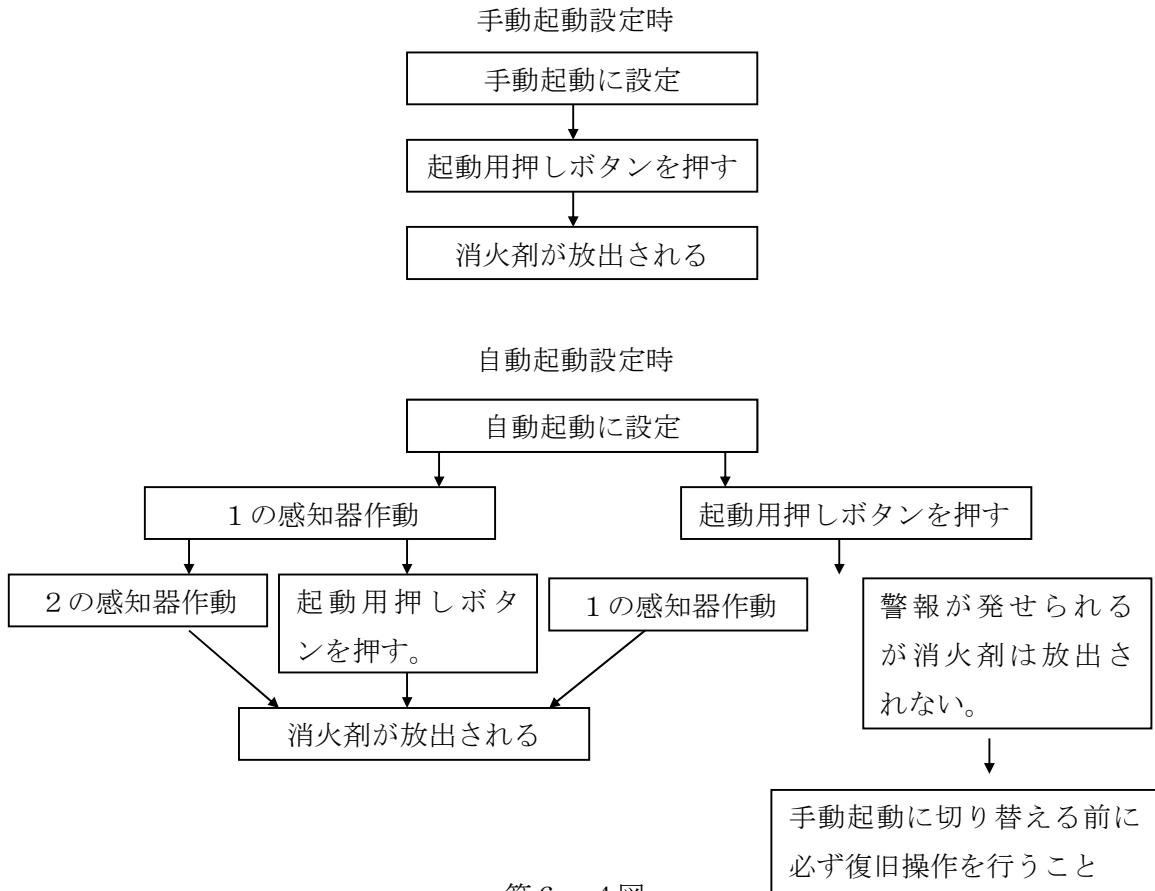 手動起動設定時
手動起動に設定
起動用押しボタンを押す
消火剤が放出される
自動起動設定時
自動起動に設定
１の感知器作動
起動用押しボタンを押す
２の感知器作動
起動用押しボタ
ンを押す。
１の感知器作動
警報が発せられる
が消火剤は放出さ
れない。
消火剤が放出される
手動起動に切り替える前に
必ず復旧操作を行うこと